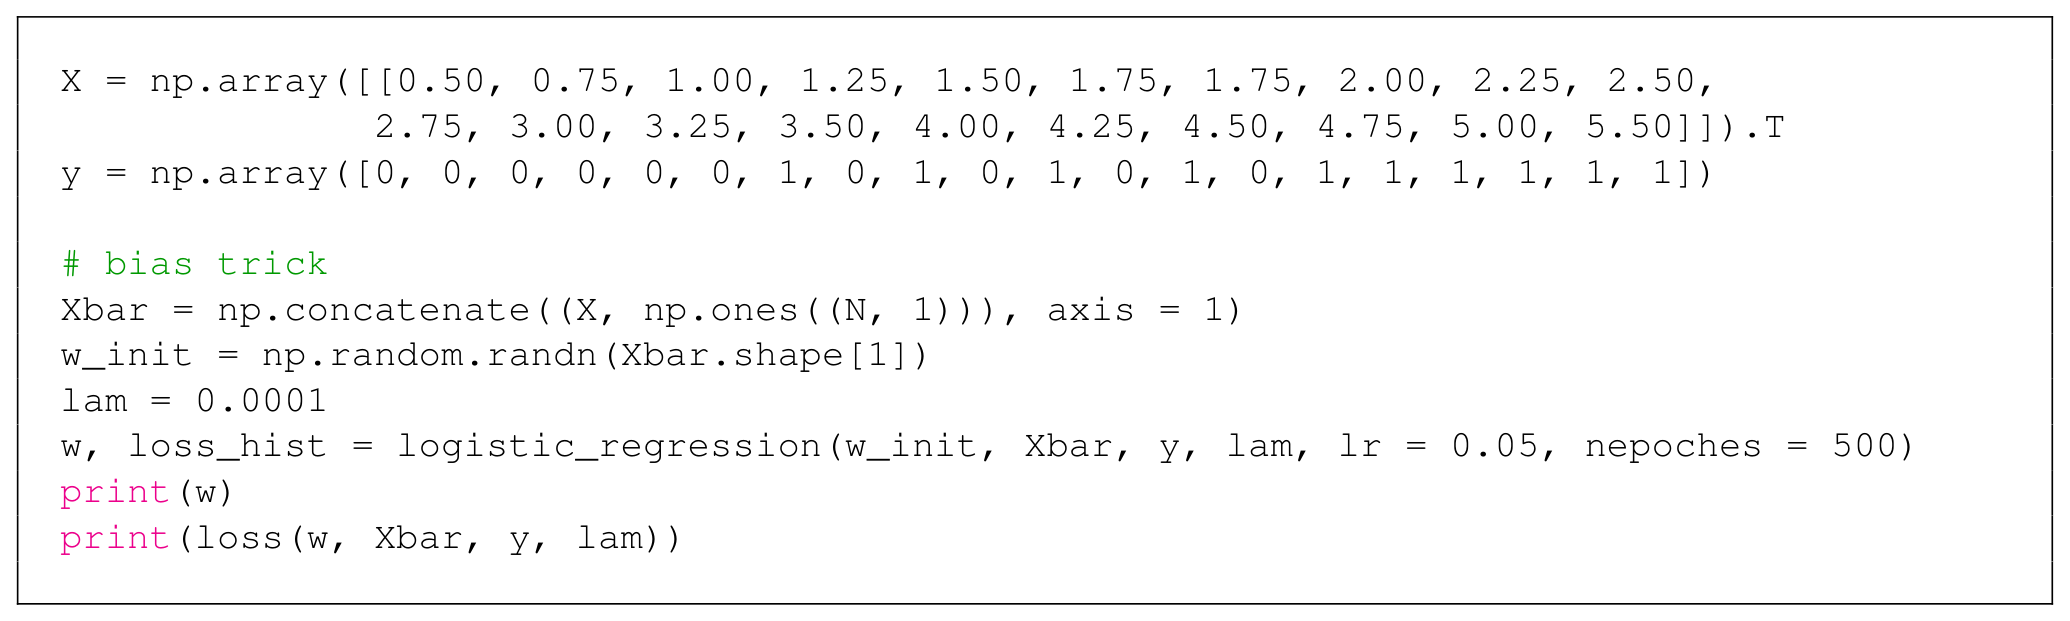 X = np.array([[0.50, 0.75, 1.00, 1.25, 1.50, 1.75, 1.75, 2.00, 2.25, 2.50,
2.75, 3.00, 3.25, 3.50, 4.00, 4.25, 4.50, 4.75, 5.00, 5.50]]).T
y = np.array([0, 0, 0, 0, 0, 0, 1, 0, 1, 0, 1, 0, 1, 0, 1, 1, 1, 1, 1, 1])
# bias trick
Xbar = np.concatenate((X, np.ones((N, 1))), axis = 1)
w_init = np.random.randn(Xbar.shape[1])
lam = 0.0001
w, loss_hist = logistic_regression(w_init, Xbar, y, lam, lr = 0.05, nepoches = 500)
print(w)
print(loss(w, Xbar, y, lam))